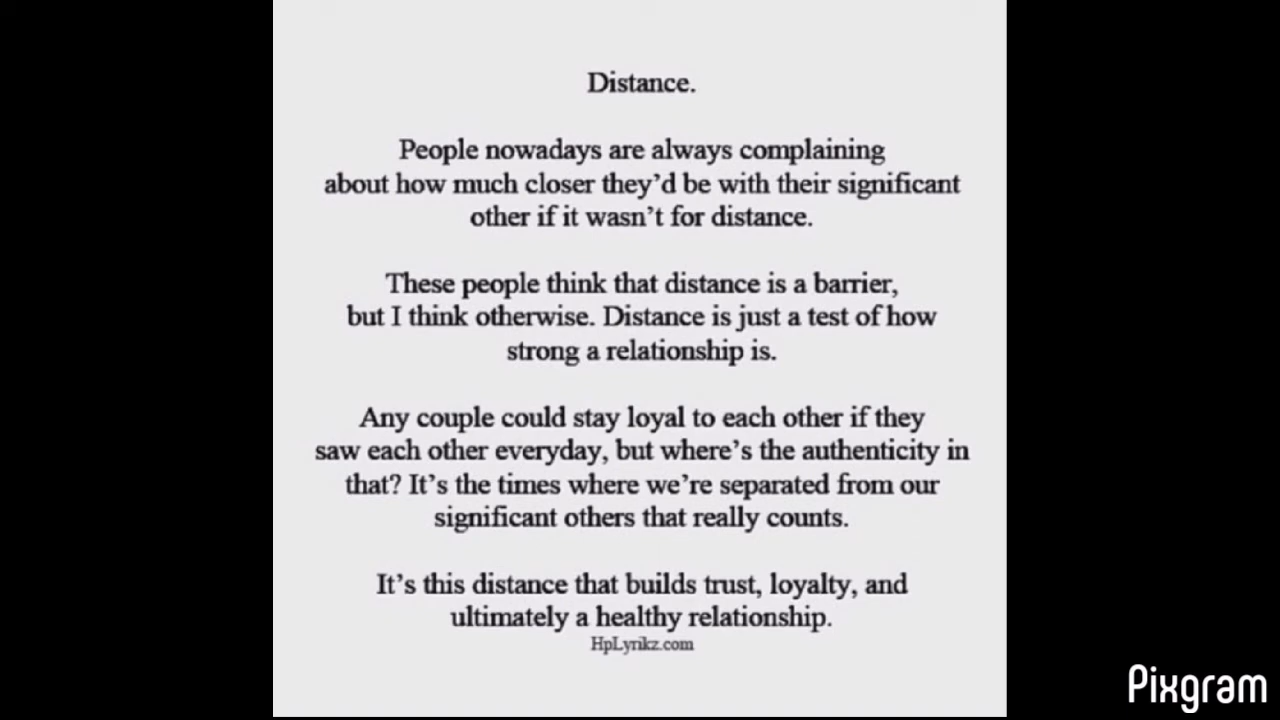 Distance.
People nowadays are always complaining
about how much closer they'd be with their significant
other if it wasn't for distance.
These people think that distance is a barrier,
but I think otherwise. Distance is just a test of how
strong a relationship is.
Any couple could stay loyal to each other if they
saw each other everyday, but where's the authenticity in
that? It's the times where we're separated from our
significant others that really counts.
It's this distance that builds trust, loyalty, and
ultimately a healthy relationship.
HpLyrikz.com
Pixgram